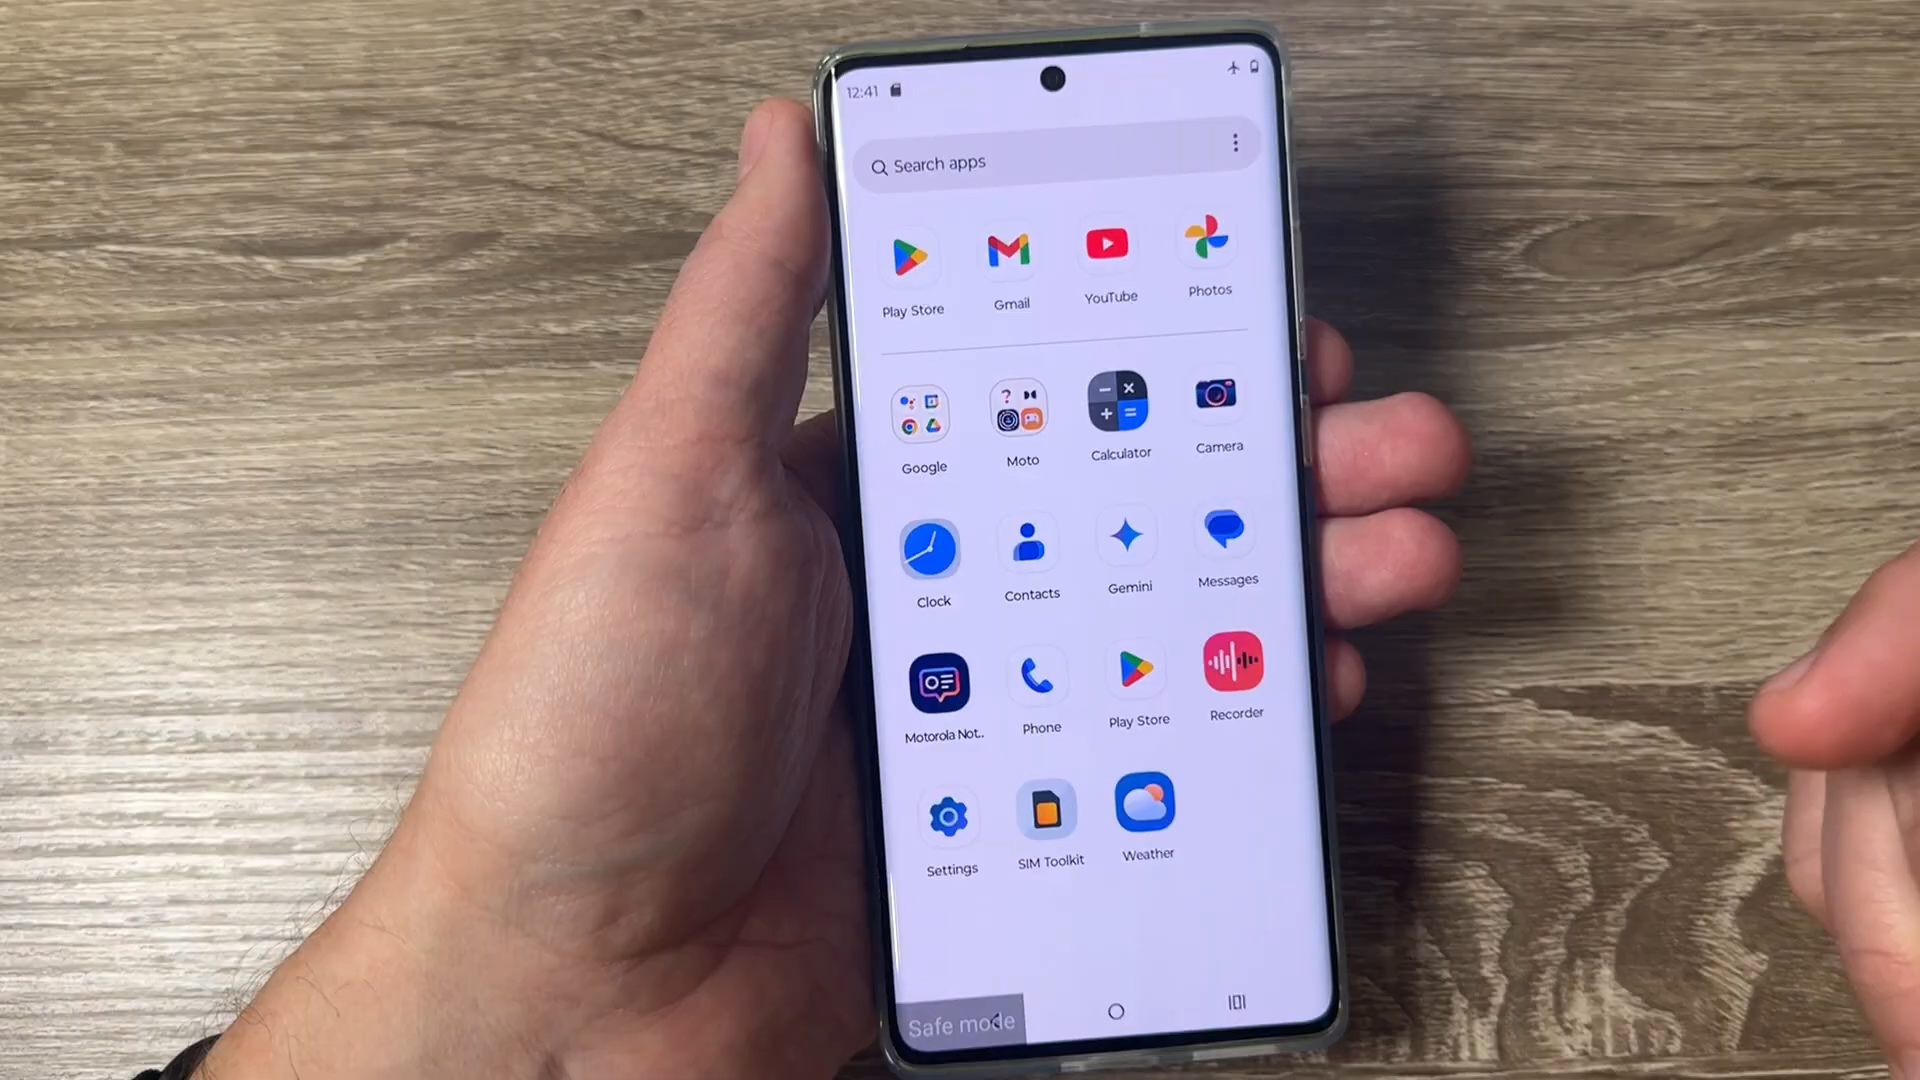 12:41
Search apps
Play Store
Gmail
YouTube
Photos
Google
Moto
Calculator
Camera
Clock
Contacts
Gemini
Messages
Motorola Not..
Phone
Play Store
Recorder
Settings
SIM Toolkit
Weather
Safe mode